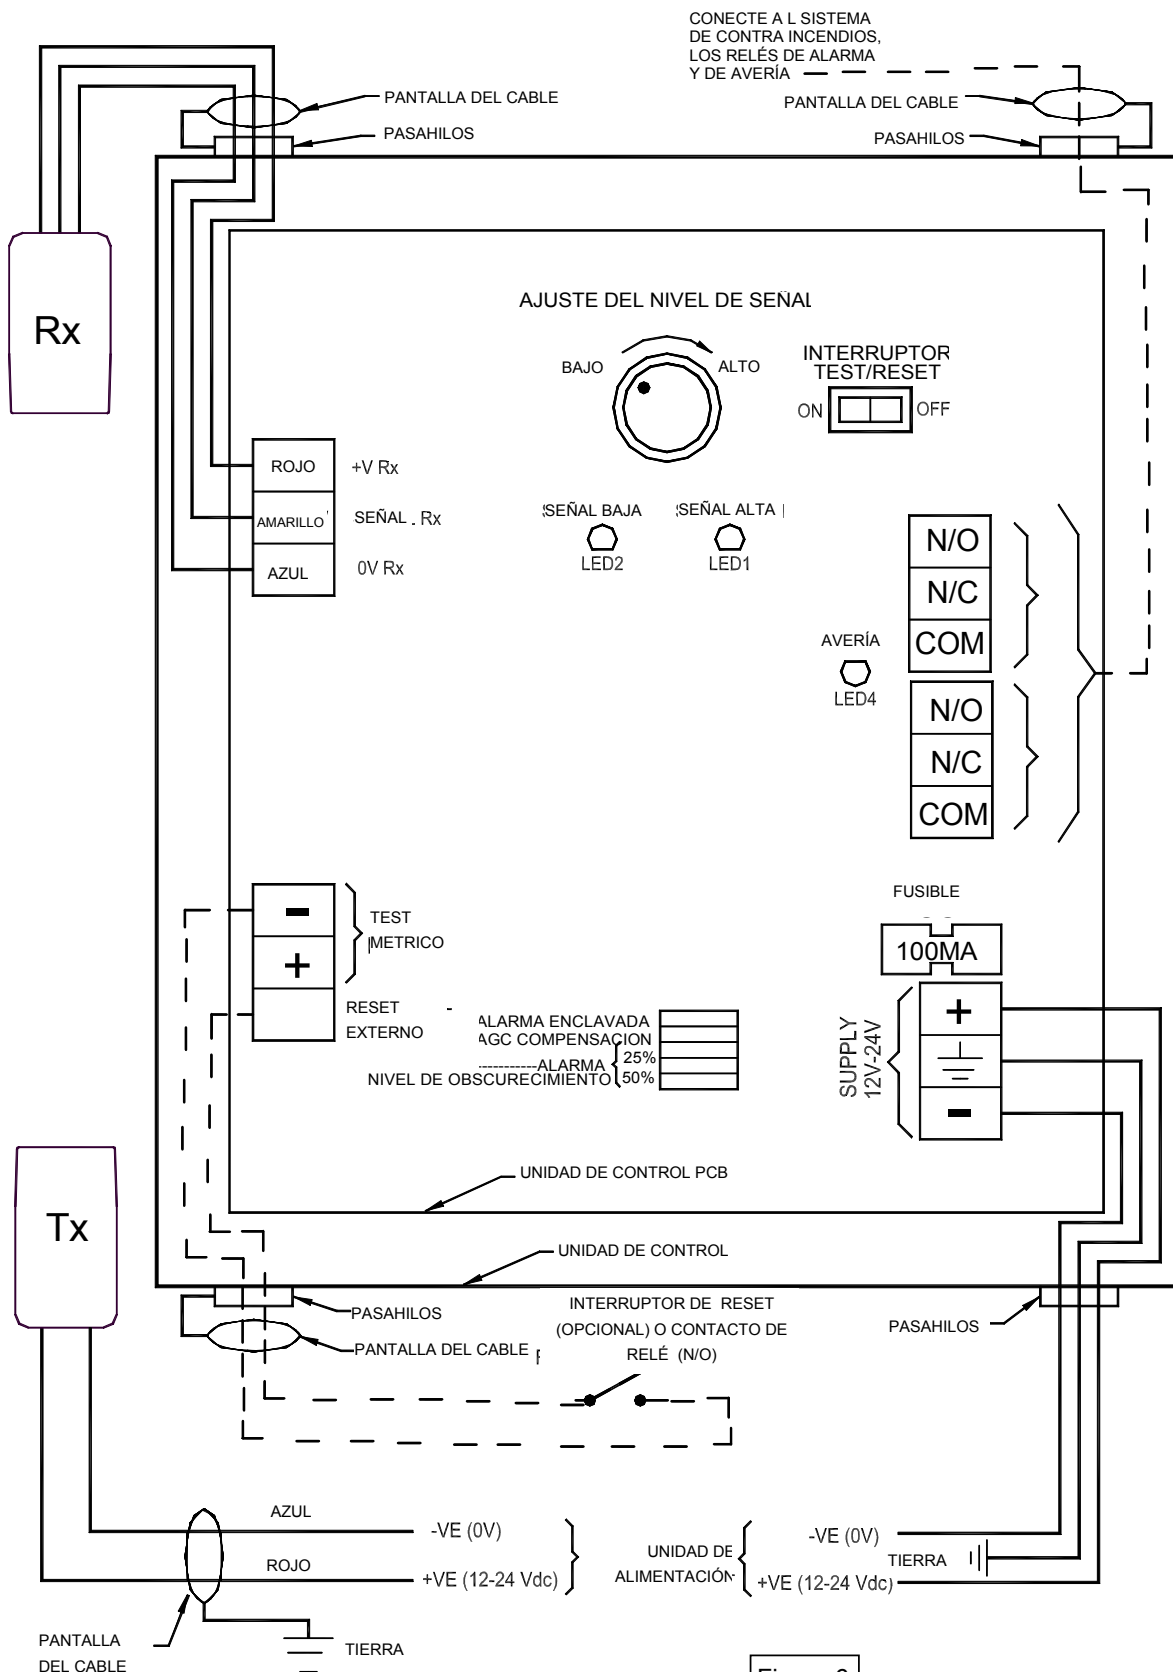 CONECTE A L SISTEMA
DE CONTRA INCENDIOS,
LOS RELÉS DE ALARMA
Y DE AVERÍA
PANTALLA DEL CABLE
PASAHILOS
PANTALLA DEL CABLE
PASAHILOS
Rx
AJUSTE DEL NIVEL DE SEÑAL
BAJO
ALTO
INTERRUPTOR
TEST/RESET
ON
OFF
ROJO
+V Rx
AMARILLO
SEÑAL . Rx
AZUL
0V Rx
SEÑAL BAJA
LED2
SEÑAL ALTA
LED1
N/O
N/C
COM
AVERÍA
LED4
N/O
N/C
COM
-
+
TEST
METRICO
RESET
EXTERNO
FUSIBLE
100MA
ALARMA ENCLAVADA
AGC COMPENSACION
----------ALARMA
NIVEL DE OBSCURECIMIENTO
25%
50%
SUPPLY
12V-24V
+
-
Tx
UNIDAD DE CONTROL PCB
UNIDAD DE CONTROL
PASAHILOS
PANTALLA DEL CABLE
INTERRUPTOR DE RESET
(OPCIONAL) O CONTACTO DE
RELÉ (N/O)
PASAHILOS
AZUL
-VE (0V)
ROJO
+VE (12-24 Vdc)
UNIDAD DE
ALIMENTACIÓN
-VE (0V)
TIERRA
+VE (12-24 Vdc)
PANTALLA
DEL CABLE
TIERRA